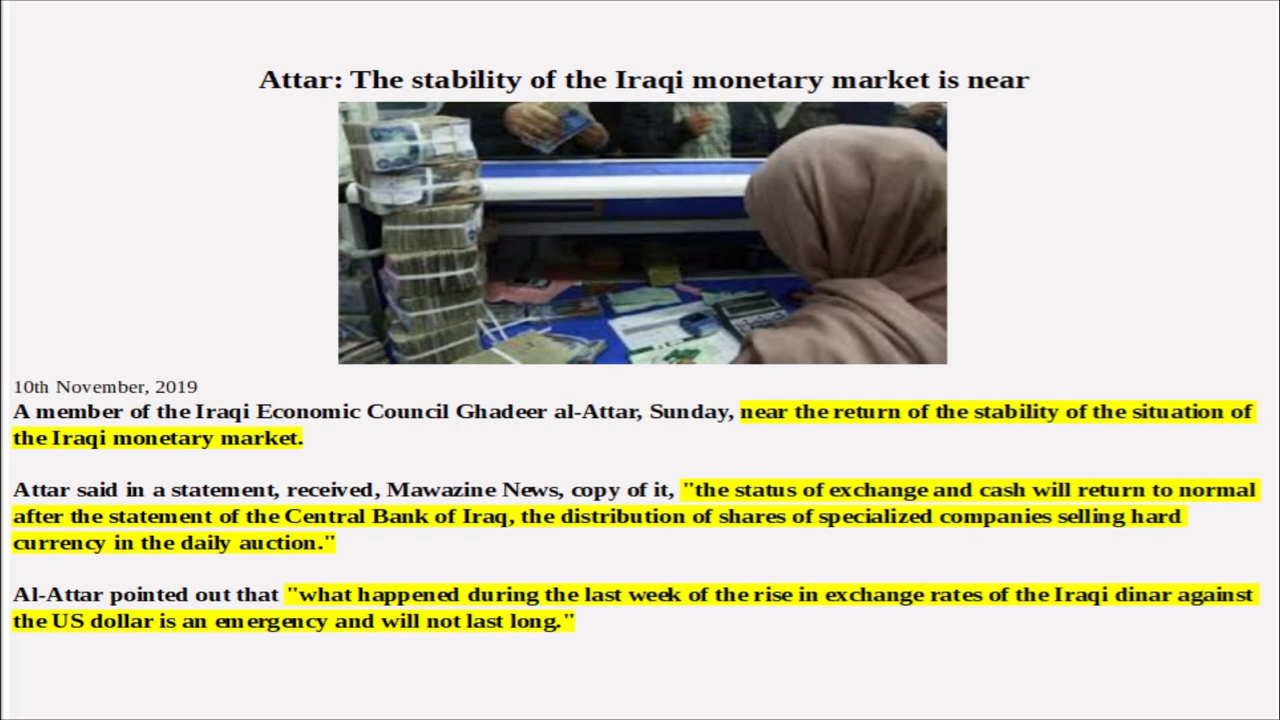 Attar: The stability of the Iraqi monetary market is near
10th November, 2019
A member of the Iraqi Economic Council Ghadeer al-Attar, Sunday, near the return of the stability of the situation of
the Iraqi monetary market.
Attar said in a statement, received, Mawazine News, copy of it, "the status of exchange and cash will return to normal
after the statement of the Central Bank of Iraq, the distribution of shares of specialized companies selling hard
currency in the daily auction."
Al-Attar pointed out that "what happened during the last week of the rise in exchange rates of the Iraqi dinar against
the US dollar is an emergency and will not last long."